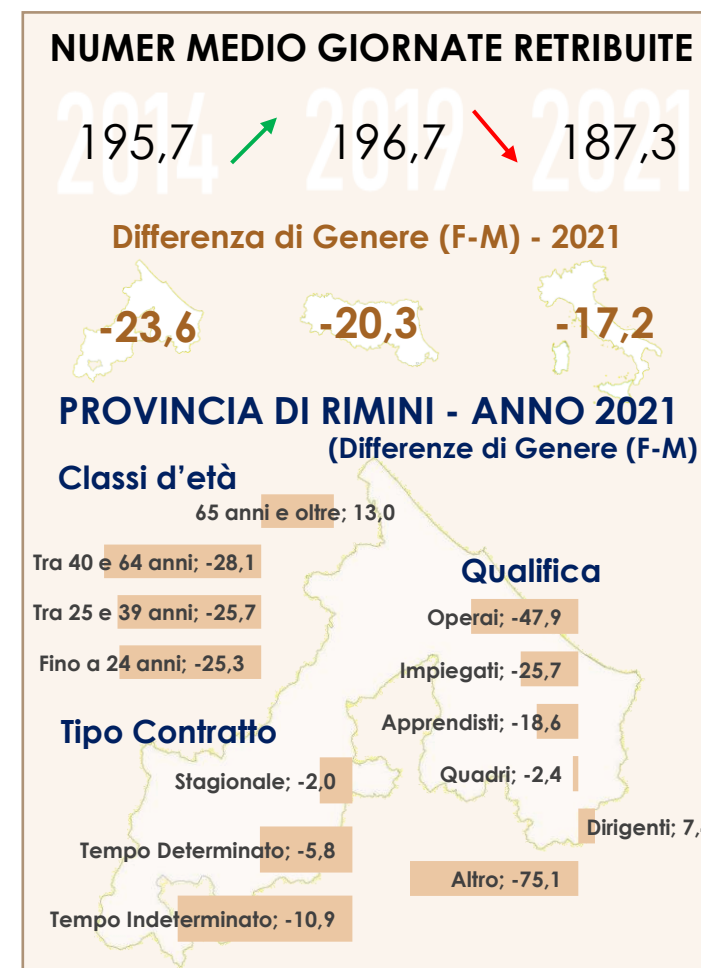 NUMER MEDIO GIORNATE RETRIBUITE
2014 2019 2021
195,7 196,7 187,3
Differenza di Genere (F-M) - 2021
-23,6 -20,3 -17,2
PROVINCIA DI RIMINI - ANNO 2021
(Differenze di Genere (F-M)
Classi d'età
65 anni e oltre; 13,0
Tra 40 e 64 anni; -28,1
Tra 25 e 39 anni; -25,7
Fino a 24 anni; -25,3
Qualifica
Operai; -47,9
Impiegati; -25,7
Apprendisti; -18,6
Quadri; -2,4
Dirigenti; 7,
Altro; -75,1
Tipo Contratto
Stagionale; -2,0
Tempo Determinato; -5,8
Tempo Indeterminato; -10,9